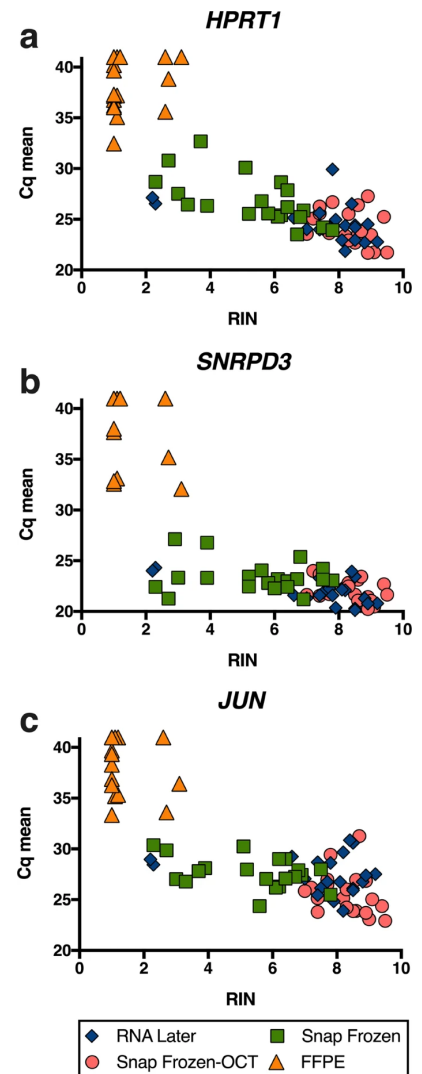 a
HPRT1
40
35
30
25
20
Cq mean
0 2 4 6 8 10
RIN
b
SNRPD3
40
35
30
25
20
Cq mean
0 2 4 6 8 10
RIN
c
JUN
40
35
30
25
20
Cq mean
0 2 4 6 8 10
RIN
RNA Later Snap Frozen
Snap Frozen-OCT FFPE